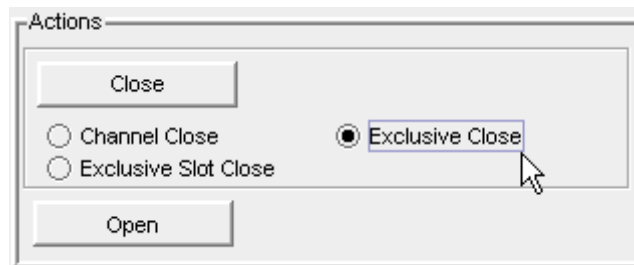 Actions
Close
Channel Close
Exclusive Close
Exclusive Slot Close
Open